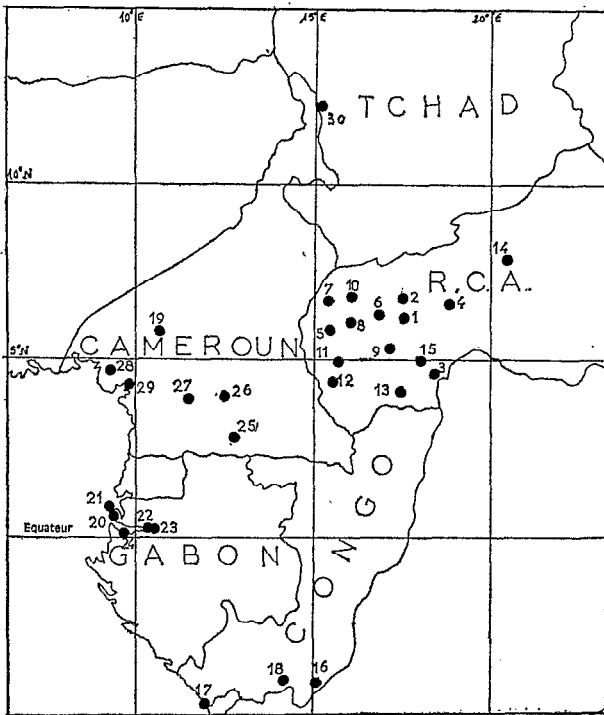 10°E 15°E 20°E
TCHAD
30
10°N
14
R.C.A.
7 10 2 4
6 1
5 8
19
9
5°N
CAMEROUN
11 15
28 3
12
29 27 26 13
25
CONGO
21
20 22 23
Equateur
24
GABON
18 16
17